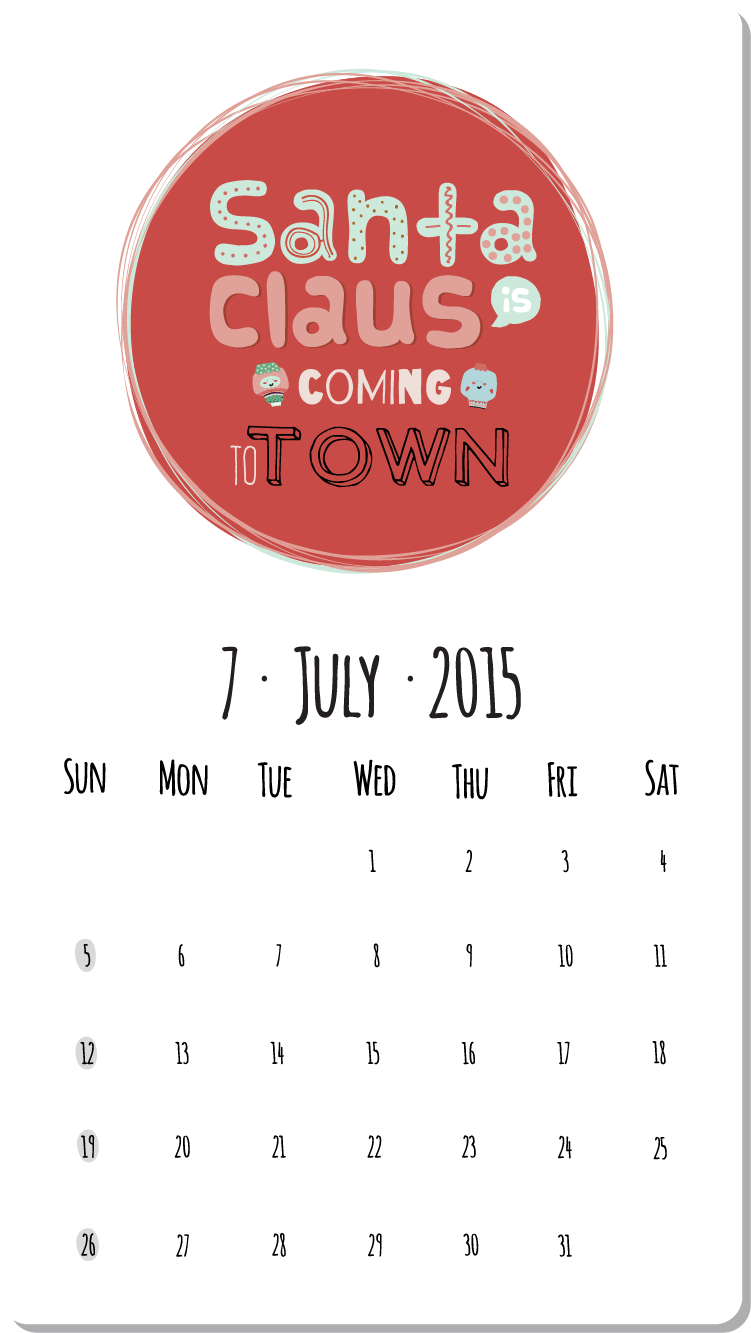 Santa
claus is
COMING
TO TOWN
7 · JULY · 2015
SUN MON TUE WED THU FRI SAT
1 2 3 4
5 6 7 8 9 10 11
12 13 14 15 16 17 18
19 20 21 22 23 24 25
26 27 28 29 30 31